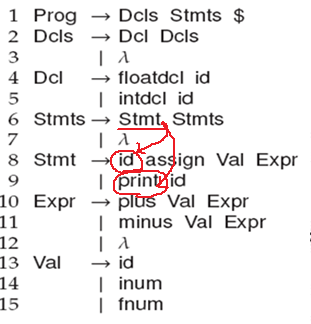 1 Prog → Dcls Stmts $
2 Dcls → Dcl Dcls
3 | λ
4 Dcl → floatdcl id
5 | intdcl id
6 Stmts → Stmt Stmts
7 | λ
8 Stmt → id assign Val Expr
9 | print id
10 Expr → plus Val Expr
11 | minus Val Expr
12 | λ
13 Val → id
14 | inum
15 | fnum